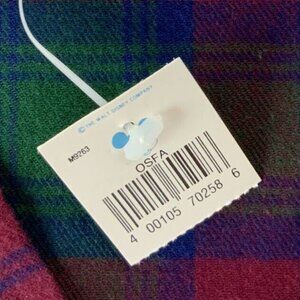 © THE WALT DISNEY COMPANY
M9263
OSFA
4 00105 70258 6